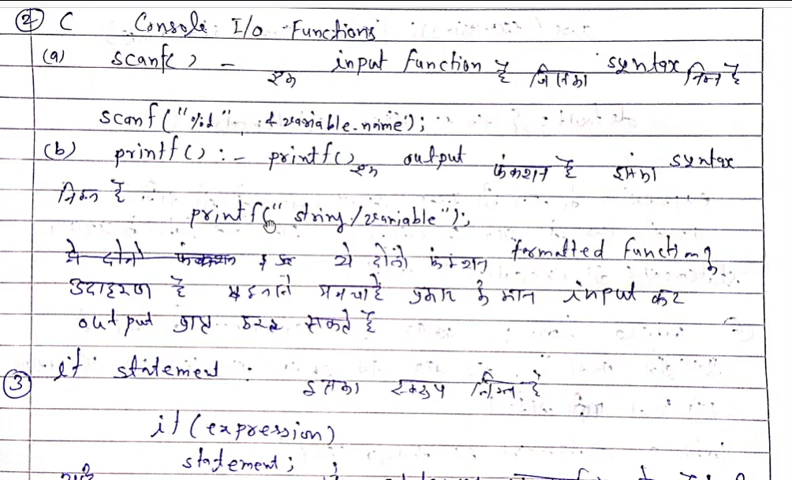 ② C Console I/o Functions
(a) scanf() - एक input function है जिसका syntax निम्न है
scanf("%d", &variable.name");
(b) printf() :- printf() एक output फंक्शन है इसका syntax
निम्न है
printf(" string/variable");
ये दोनो फंक्शन ये दोनो फंक्शन formatted function
उदाहरण है इनसे मनचाहे प्रकार के मान input कर
output प्राप्त कर सकते है
③ if statement : इसका स्वरूप निम्न है
if (expression)
statement;